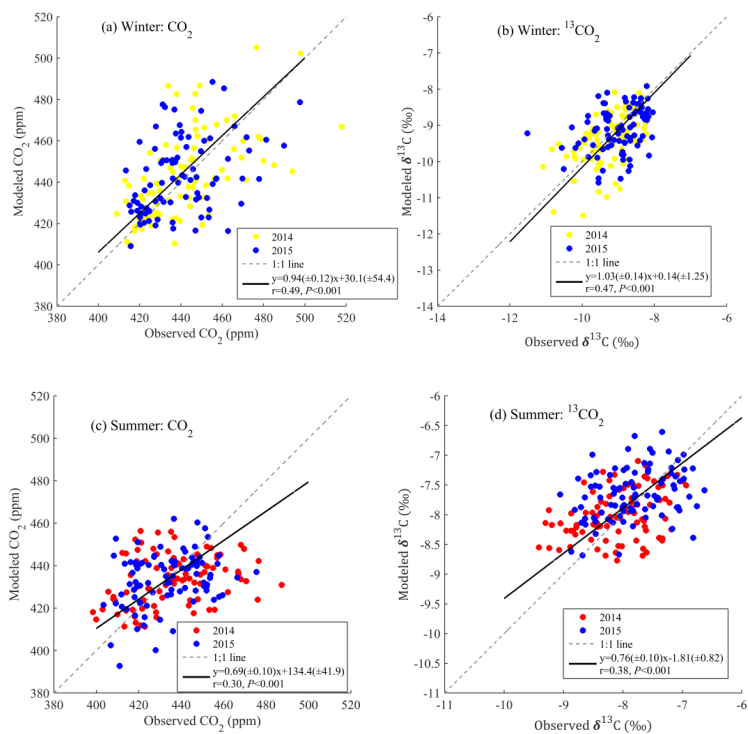 (a) Winter: CO2
520
500
480
460
440
420
400
380
380 400 420 440 460 480 500 520
Modeled CO2 (ppm)
Observed CO2 (ppm)
2014
2015
1:1 line
y=0.94(±0.12)x+30.1(±54.4)
r=0.49, P<0.001
(b) Winter: 13CO2
-6
-7
-8
-9
-10
-11
-12
-13
-14
-14 -12 -10 -8 -6
Modeled δ13C (‰)
Observed δ13C (‰)
2014
2015
1:1 line
y=1.03(±0.14)x+0.14(±1.25)
r=0.47, P<0.001
(c) Summer: CO2
520
500
480
460
440
420
400
380
400 420 440 460 480 500 520
Modeled CO2 (ppm)
Observed CO2 (ppm)
2014
2015
1;1 line
y=0.69(±0.10)x+134.4(±41.9)
r=0.30, P<0.001
(d) Summer: 13CO2
-6
-6.5
-7
-7.5
-8
-8.5
-9
-9.5
-10
-10.5
-11
-11 -10 -9 -8 -7 -6
Modeled δ13C (‰)
Observed δ13C (‰)
2014
2015
1:1 line
y=0.76(±0.10)x-1.81(±0.82)
r=0.38, P<0.001